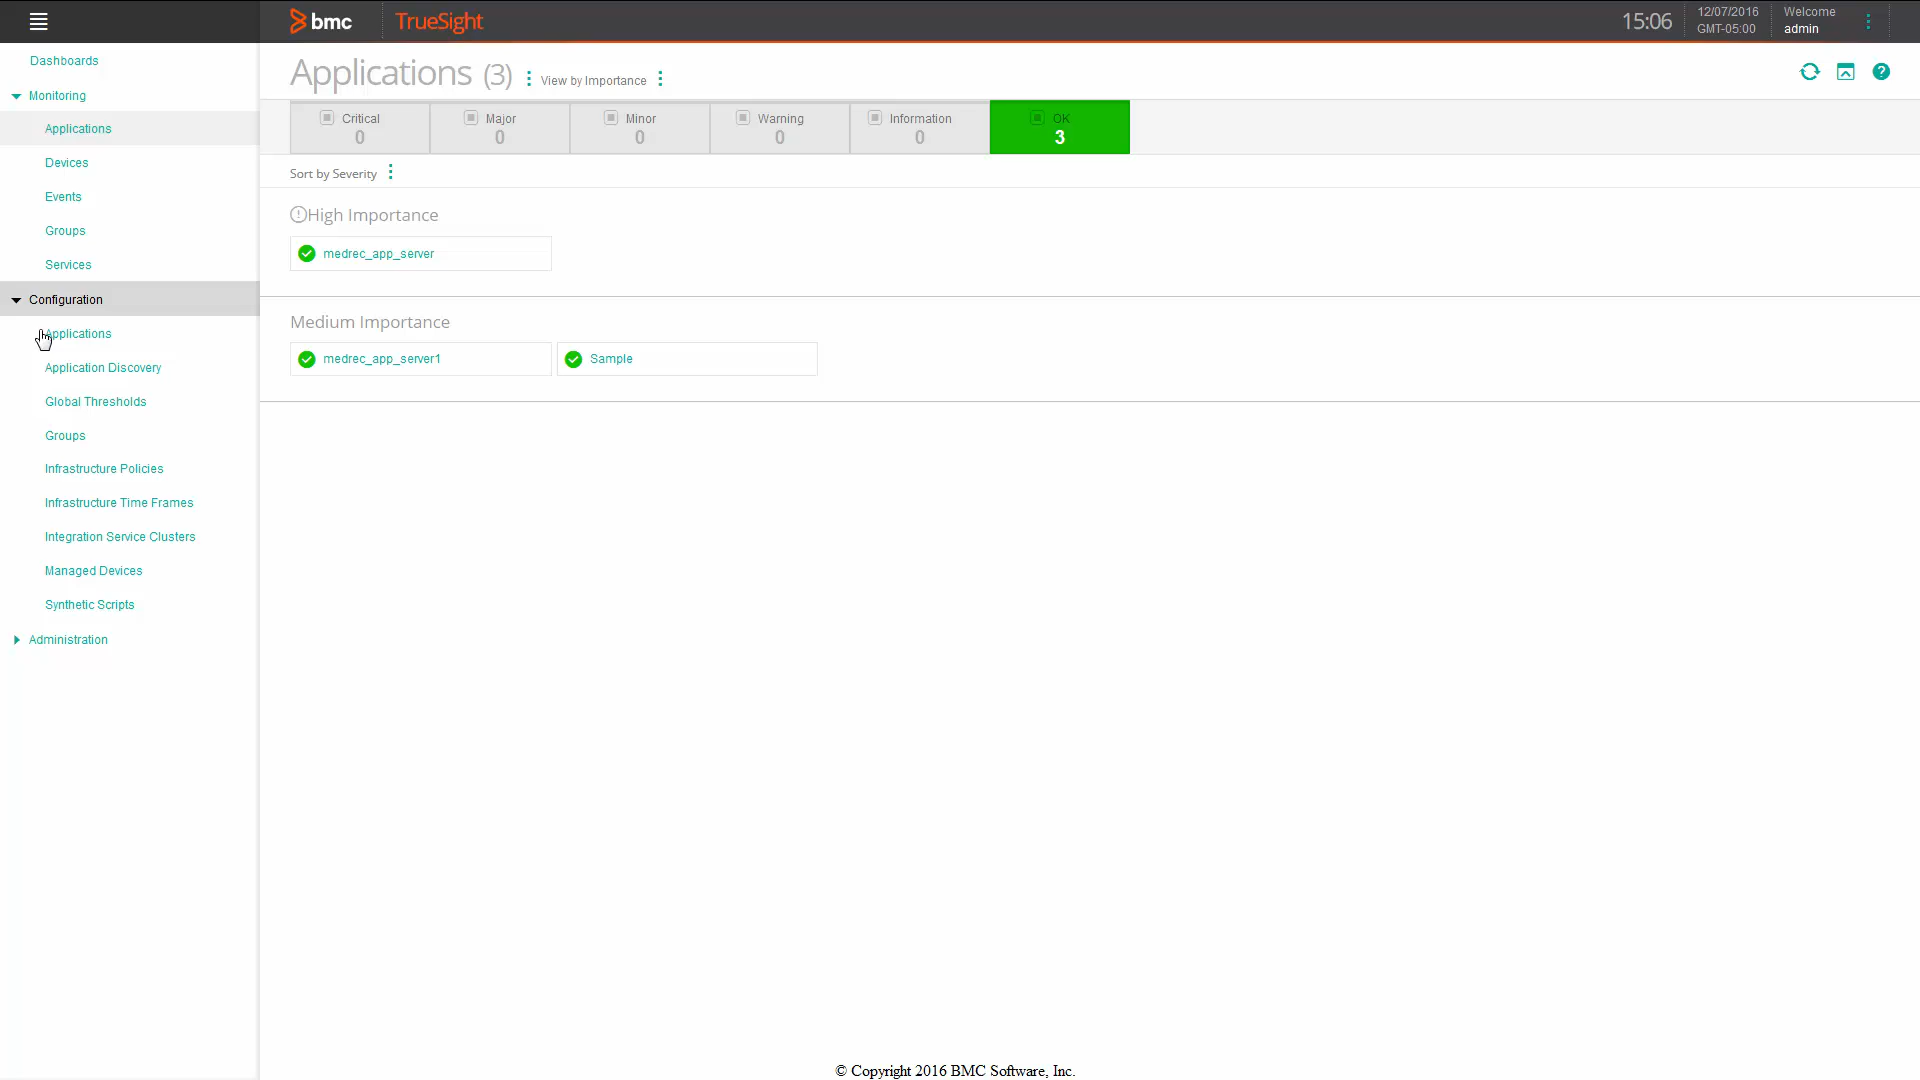 bmc TrueSight 15:06 12/07/2016 Welcome
GMT-05:00 admin
Dashboards
Monitoring
Applications
Devices
Events
Groups
Services
Configuration
Applications
Application Discovery
Global Thresholds
Groups
Infrastructure Policies
Infrastructure Time Frames
Integration Service Clusters
Managed Devices
Synthetic Scripts
Administration
Applications (3) View by Importance
Critical Major Minor Warning Information OK
0 0 0 0 0 3
Sort by Severity
High Importance
medrec_app_server
Medium Importance
medrec_app_server1 Sample
© Copyright 2016 BMC Software, Inc.